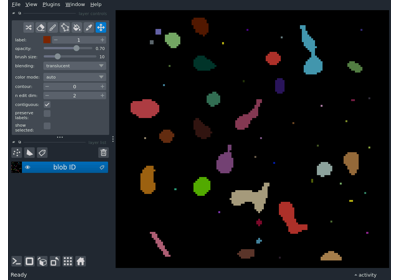 File View Plugins Window Help
label: 1
opacity: 0.70
brush size: 10
blending: translucent
color mode: auto
contour: 0
n edit dim: 2
contiguous:
preserve
labels:
show
selected:
blob ID
activity